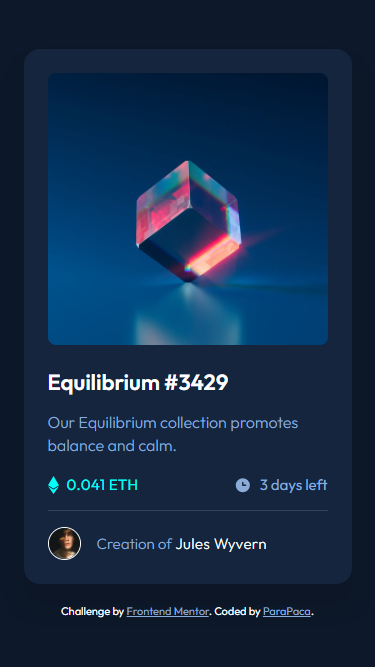 Equilibrium #3429
Our Equilibrium collection promotes
balance and calm.
0.041 ETH
3 days left
Creation of Jules Wyvern
Challenge by Frontend Mentor. Coded by ParaPaca.